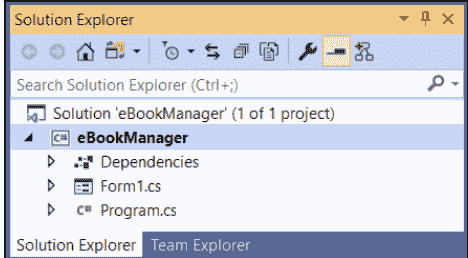 Solution Explorer
Search Solution Explorer (Ctrl+;)
Solution 'eBookManager' (1 of 1 project)
C# eBookManager
Dependencies
Form1.cs
C# Program.cs
Solution Explorer Team Explorer